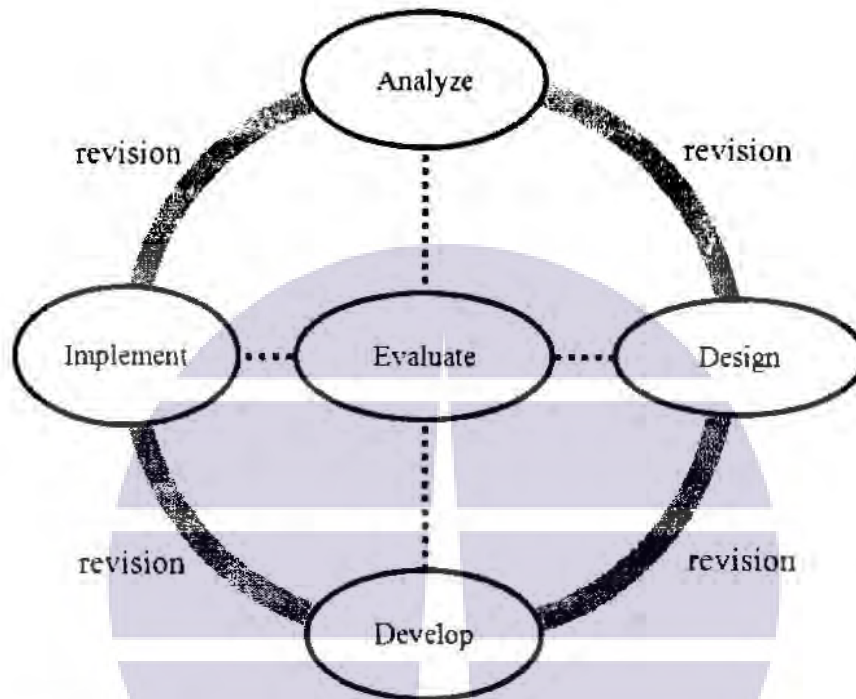 Analyze
revision
revision
Implement
Evaluate
Design
revision
revision
Develop